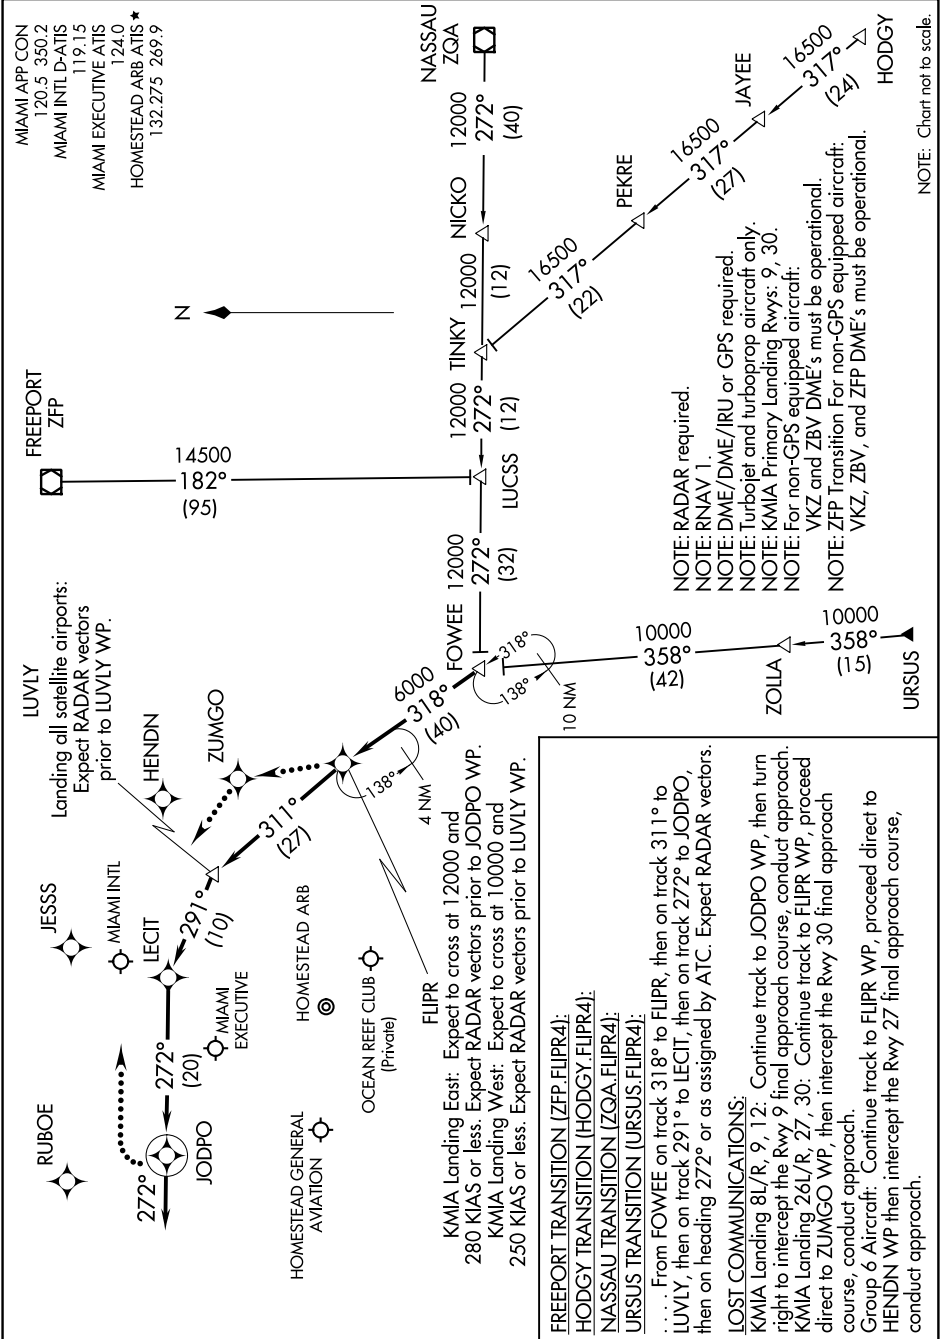 MIAMI APP CON
120.5 350.2
MIAMI INTL D-ATIS
119.15
MIAMI EXECUTIVE ATIS
124.0
HOMESTEAD ARB ATIS ★
132.275 269.9
N
RUBOE
JESSS
LUVLY
Landing all satellite airports:
Expect RADAR vectors
prior to LUVLY WP.
FREEPORT
ZFP
14500
182°
(95)
NASSAU
ZQA
12000
272°
(40)
NICKO
12000
(12)
TINKY
12000
272°
(12)
LUCSS
12000
272°
(32)
FOWEE
HODGY
16500
317°
(24)
JAYEE
16500
317°
(27)
PEKRE
16500
317°
(22)
HENDN
ZUMGO
MIAMI INTL
LECIT
291°
(10)
311°
(27)
272°
(20)
272°
JODPO
MIAMI
EXECUTIVE
HOMESTEAD ARB
OCEAN REEF CLUB
(Private)
HOMESTEAD GENERAL
AVIATION
6000
318°
(40)
138°
4 NM
318°
138°
10 NM
10000
358°
(42)
ZOLLA
10000
358°
(15)
URSUS
FLIPR
KMIA Landing East: Expect to cross at 12000 and
280 KIAS or less. Expect RADAR vectors prior to JODPO WP.
KMIA Landing West: Expect to cross at 10000 and
250 KIAS or less. Expect RADAR vectors prior to LUVLY WP.
NOTE: RADAR required.
NOTE: RNAV 1.
NOTE: DME/DME/IRU or GPS required.
NOTE: Turbojet and turboprop aircraft only.
NOTE: KMIA Primary Landing Rwys: 9, 30.
NOTE: For non-GPS equipped aircraft:
VKZ and ZBV DME's must be operational.
NOTE: ZFP Transition For non-GPS equipped aircraft:
VKZ, ZBV, and ZFP DME's must be operational.
NOTE: Chart not to scale.
FREEPORT TRANSITION (ZFP.FLIPR4):
HODGY TRANSITION (HODGY.FLIPR4):
NASSAU TRANSITION (ZQA.FLIPR4):
URSUS TRANSITION (URSUS.FLIPR4):
. . . . From FOWEE on track 318° to FLIPR, then on track 311° to
LUVLY, then on track 291° to LECIT, then on track 272° to JODPO,
then on heading 272° or as assigned by ATC. Expect RADAR vectors.
LOST COMMUNICATIONS:
KMIA Landing 8L/R, 9, 12: Continue track to JODPO WP, then turn
right to intercept the Rwy 9 final approach course, conduct approach.
KMIA Landing 26L/R, 27, 30: Continue track to FLIPR WP, proceed
direct to ZUMGO WP, then intercept the Rwy 30 final approach
course, conduct approach.
Group 6 Aircraft: Continue track to FLIPR WP, proceed direct to
HENDN WP then intercept the Rwy 27 final approach course,
conduct approach.